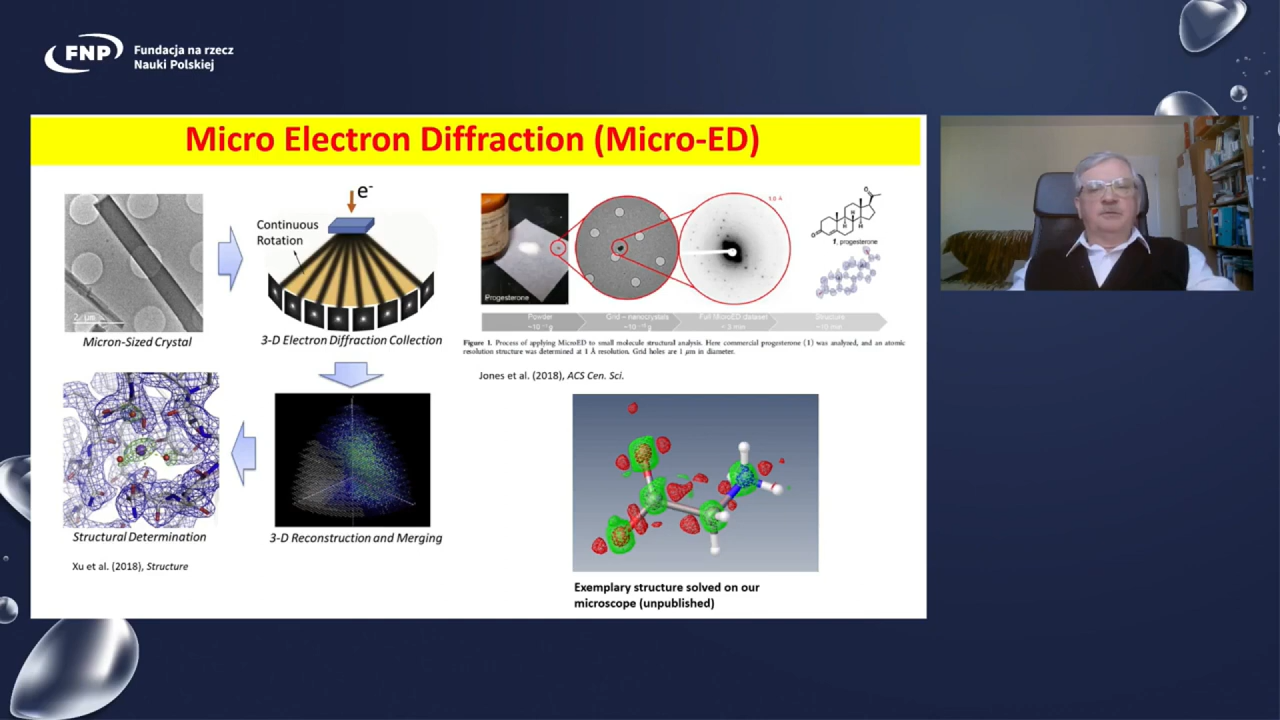 FNP
Fundacja na rzecz
Nauki Polskiej
Micro Electron Diffraction (Micro-ED)
2 μm
Micron-Sized Crystal
e-
Continuous
Rotation
3-D Electron Diffraction Collection
Structural Determination
3-D Reconstruction and Merging
Xu et al. (2018), Structure
Progesterone
1.0 Å
1, progesterone
Powder
Grid – nanocrystals
Full MicroED dataset
Structure
Figure 1. Process of applying MicroED to small molecule structural analysis. Here commercial progesterone (1) was analyzed, and an atomic
resolution structure was determined at 1 Å resolution. Grid holes are 1 μm in diameter.
Jones et al. (2018), ACS Cen. Sci.
Exemplary structure solved on our
microscope (unpublished)